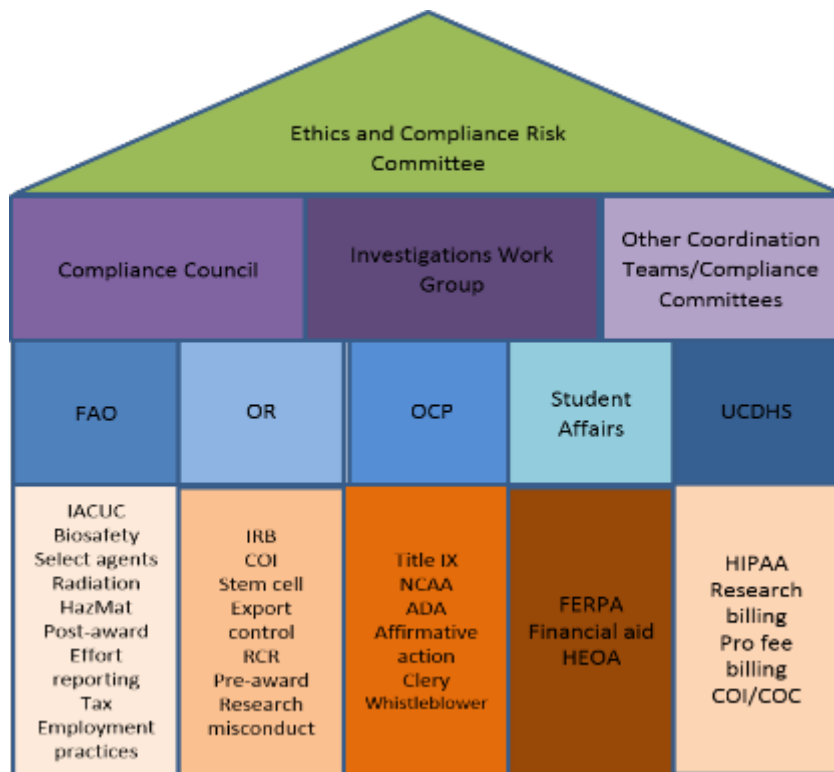 Ethics and Compliance Risk
Committee
Compliance Council
Investigations Work
Group
Other Coordination
Teams/Compliance
Committees
FAO
OR
OCP
Student
Affairs
UCDHS
IACUC
Biosafety
Select agents
Radiation
HazMat
Post-award
Effort
reporting
Tax
Employment
practices
IRB
COI
Stem cell
Export
control
RCR
Pre-award
Research
misconduct
Title IX
NCAA
ADA
Affirmative
action
Clery
Whistleblower
FERPA
Financial aid
HEOA
HIPAA
Research
billing
Pro fee
billing
COI/COC